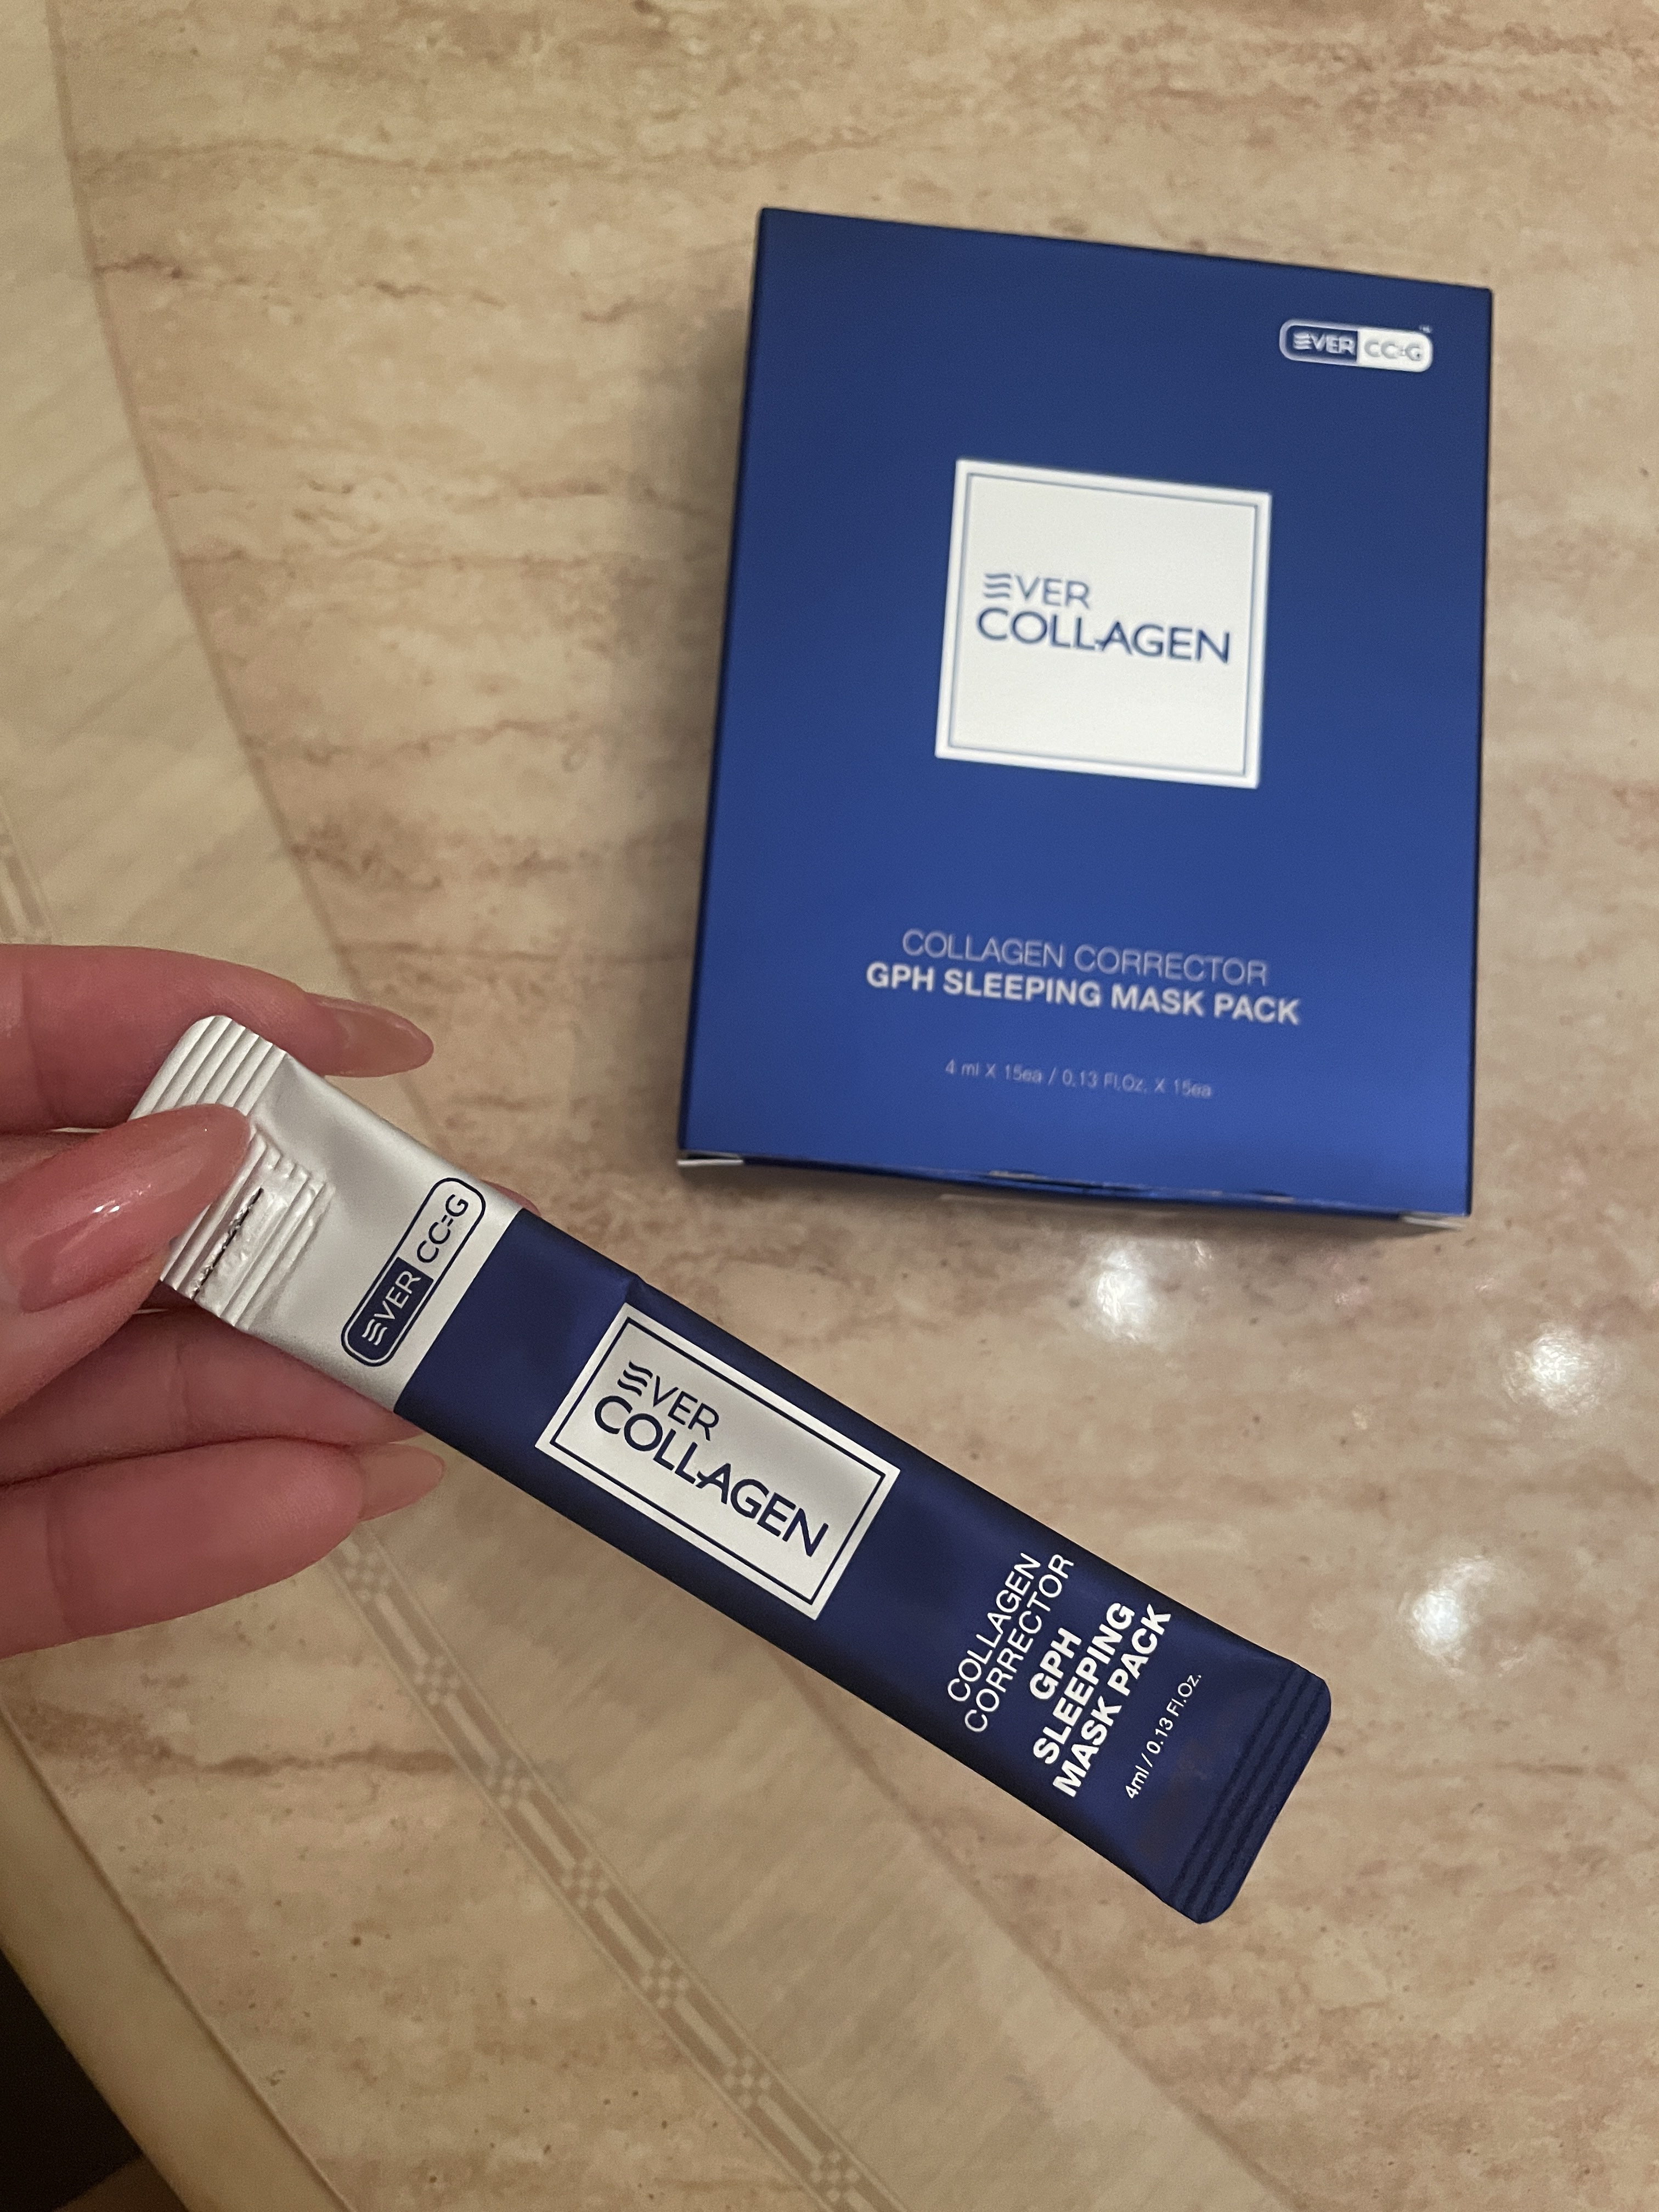 EVER CC=G
TM
EVER
COLLAGEN
COLLAGEN CORRECTOR
GPH SLEEPING MASK PACK
4 ml X 15ea / 0.13 Fl.Oz. X 15ea
EVER CC=G
EVER
COLLAGEN
COLLAGEN
CORRECTOR
GPH
SLEEPING
MASK PACK
4ml / 0.13 Fl.Oz.